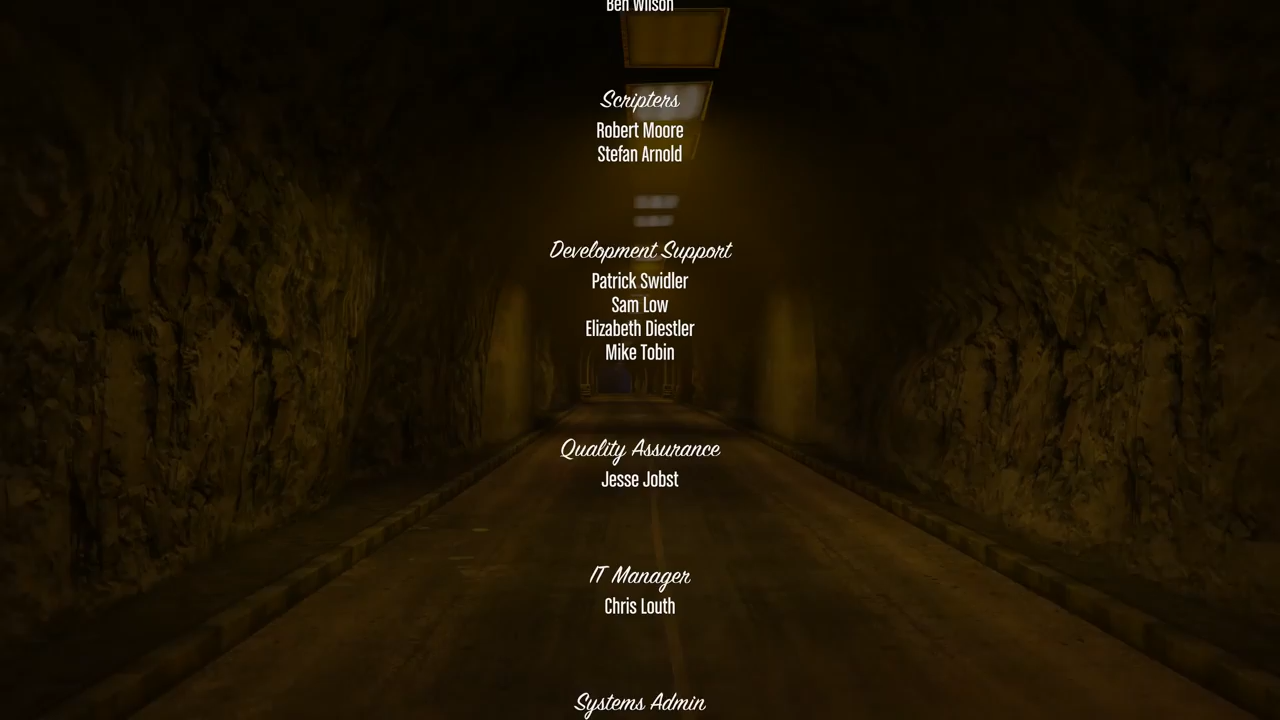 Ben Wilson
Scripters
Robert Moore
Stefan Arnold
Development Support
Patrick Swidler
Sam Low
Elizabeth Diestler
Mike Tobin
Quality Assurance
Jesse Jobst
IT Manager
Chris Louth
Systems Admin